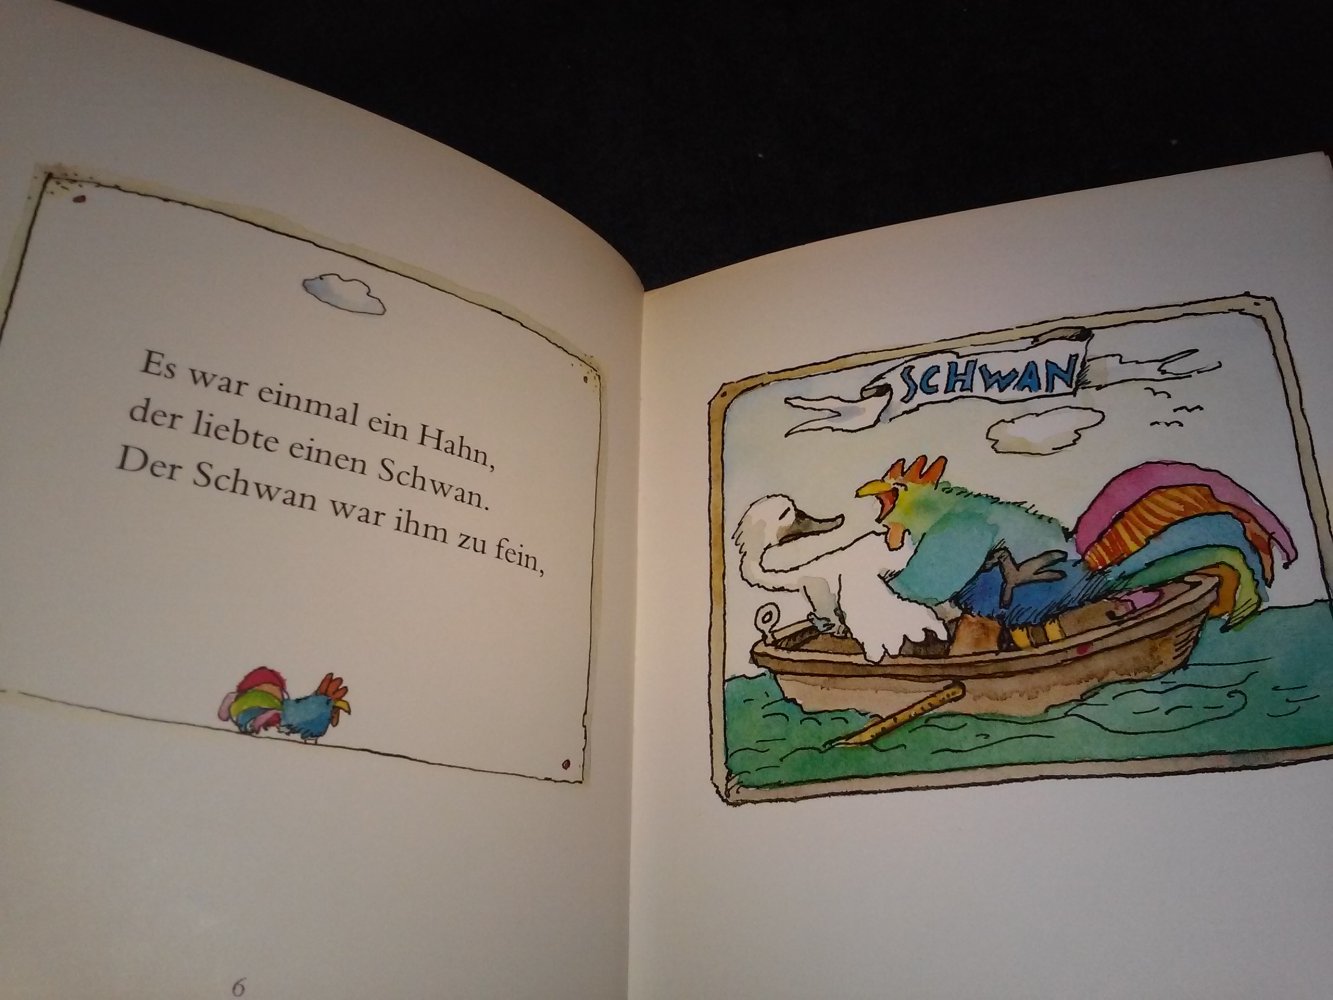 Es war einmal ein Hahn,
der liebte einen Schwan.
Der Schwan war ihm zu fein,
6
SCHWAN